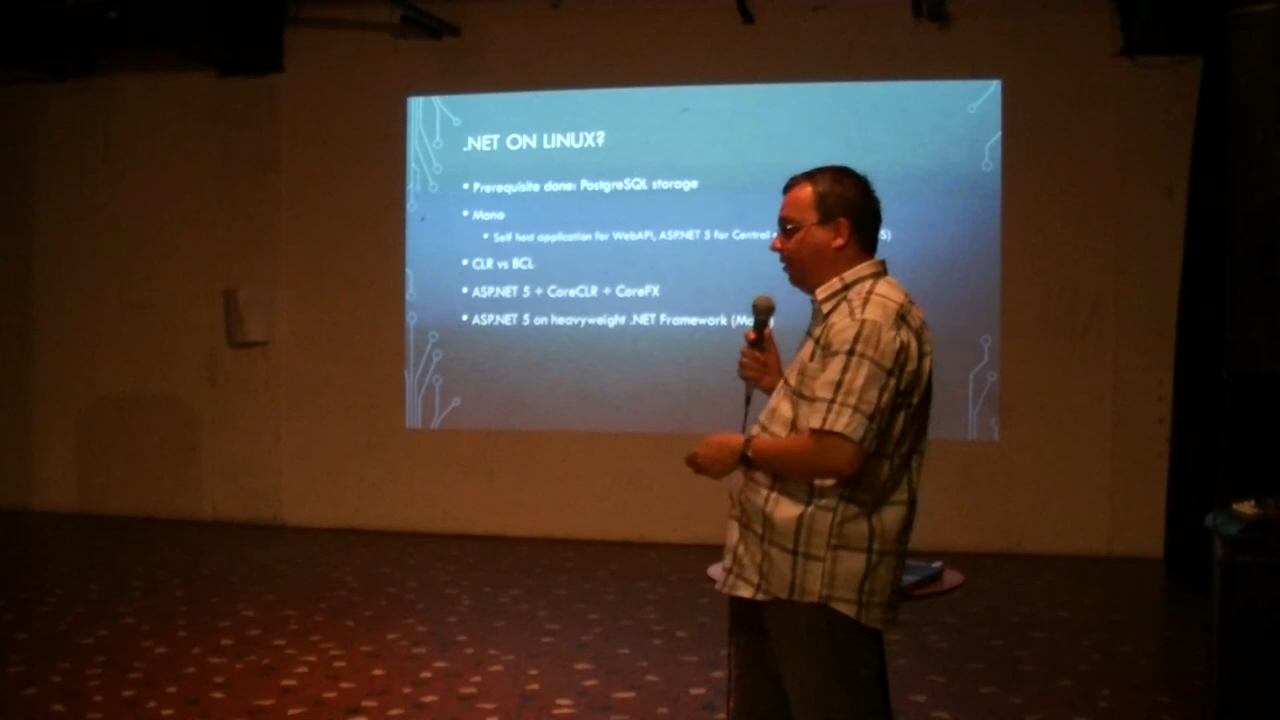 .NET ON LINUX?
• Prerequisite done: PostgreSQL storage
• Mono
• Self host application for WebAPI, ASP.NET 5 for Central
• CLR vs BCL
• ASP.NET 5 + CoreCLR + CoreFX
• ASP.NET 5 on heavyweight .NET Framework